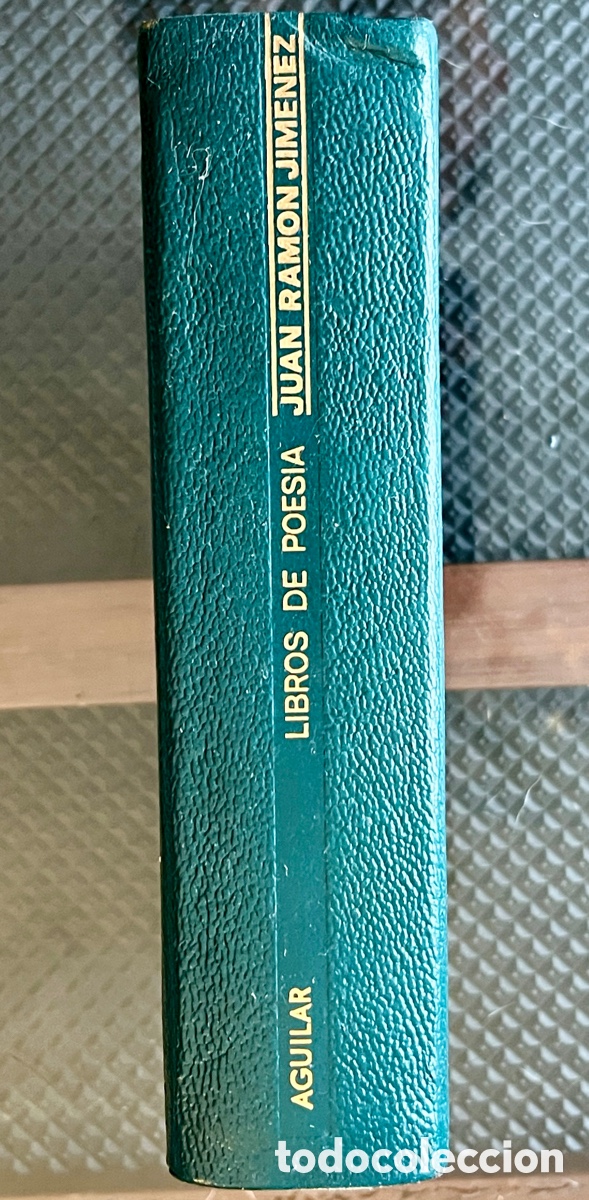 JUAN RAMON JIMENEZ
LIBROS DE POESIA
AGUILAR
todocoleccion